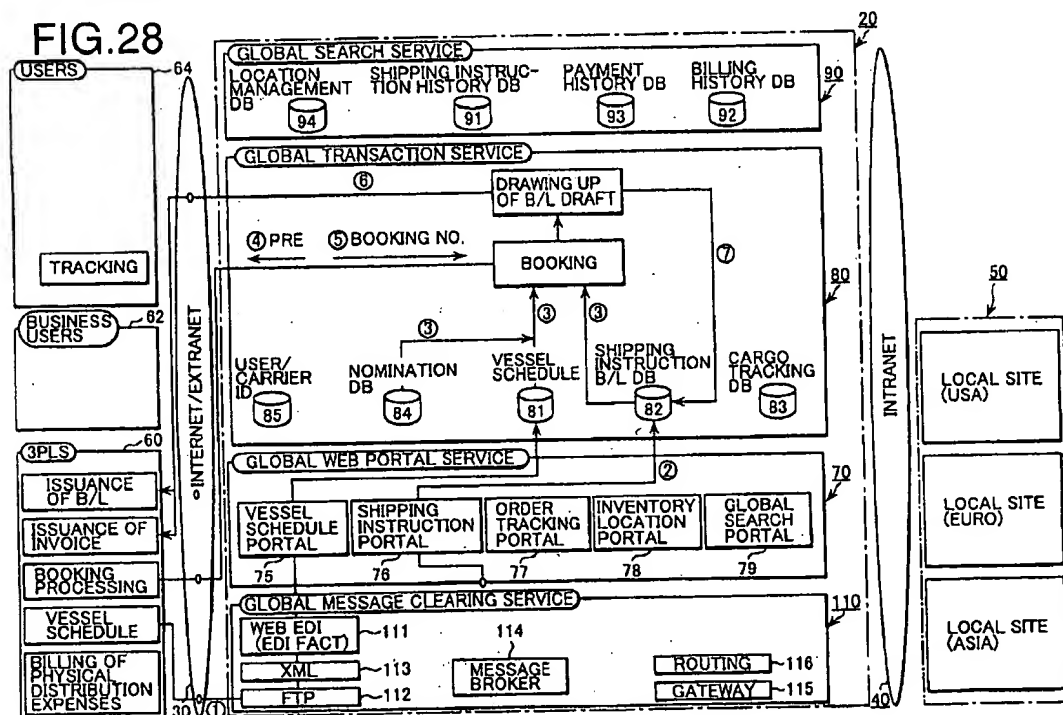 FIG.28
20
USERS
64
TRACKING
BUSINESS
USERS
62
3PLS
60
ISSUANCE
OF B/L
ISSUANCE OF
INVOICE
BOOKING
PROCESSING
VESSEL
SCHEDULE
BILLING OF
PHYSICAL
DISTRIBUTION
EXPENSES
30
①
INTERNET/EXTRANET
GLOBAL SEARCH SERVICE
LOCATION
MANAGEMENT
DB
94
SHIPPING INSTRUC-
TION HISTORY DB
91
PAYMENT
HISTORY DB
93
BILLING
HISTORY DB
92
90
GLOBAL TRANSACTION SERVICE
⑥
DRAWING UP
OF B/L DRAFT
④ PRE
⑤ BOOKING NO.
BOOKING
⑦
80
③
③
③
USER/
CARRIER
ID
85
NOMINATION
DB
84
VESSEL
SCHEDULE
81
SHIPPING
INSTRUCTION
B/L DB
82
CARGO
TRACKING
DB
83
GLOBAL WEB PORTAL SERVICE
②
70
VESSEL
SCHEDULE
PORTAL
75
SHIPPING
INSTRUCTION
PORTAL
76
ORDER
TRACKING
PORTAL
77
INVENTORY
LOCATION
PORTAL
78
GLOBAL
SEARCH
PORTAL
79
GLOBAL MESSAGE CLEARING SERVICE
110
WEB EDI
(EDI FACT)
111
XML
113
FTP
112
114
MESSAGE
BROKER
ROUTING
116
GATEWAY
115
INTRANET
40
50
LOCAL SITE
(USA)
LOCAL SITE
(EURO)
LOCAL SITE
(ASIA)